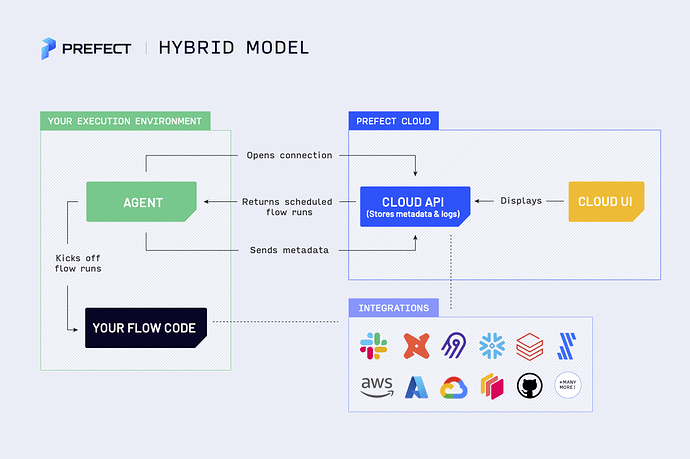 PREFECT
HYBRID MODEL
YOUR EXECUTION ENVIRONMENT
PREFECT CLOUD
Opens connection
AGENT
Returns scheduled
flow runs
CLOUD API
(Stores metadata & logs)
Displays
CLOUD UI
Sends metadata
Kicks off
flow runs
YOUR FLOW CODE
INTEGRATIONS
aws
+MANY
MORE!